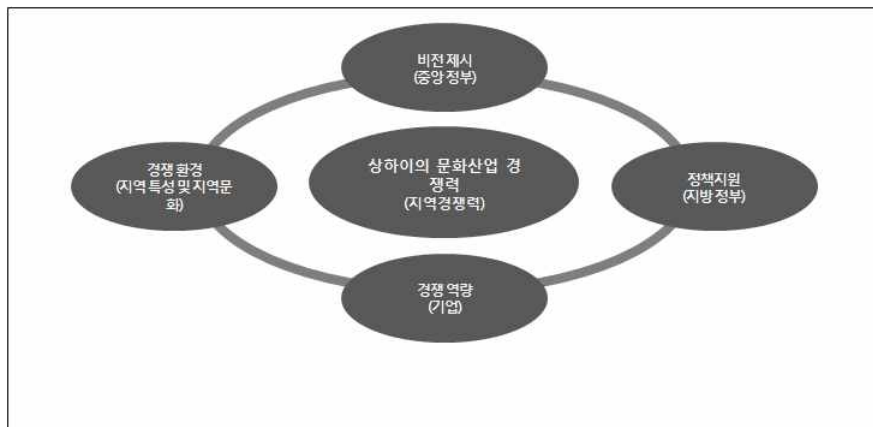 비전 제시
(중앙 정부)
경쟁 환경
(지역 특성 및 지역문
화)
상하이의 문화산업 경
쟁력
(지역경쟁력)
정책지원
(지방 정부)
경쟁 역량
(기업)